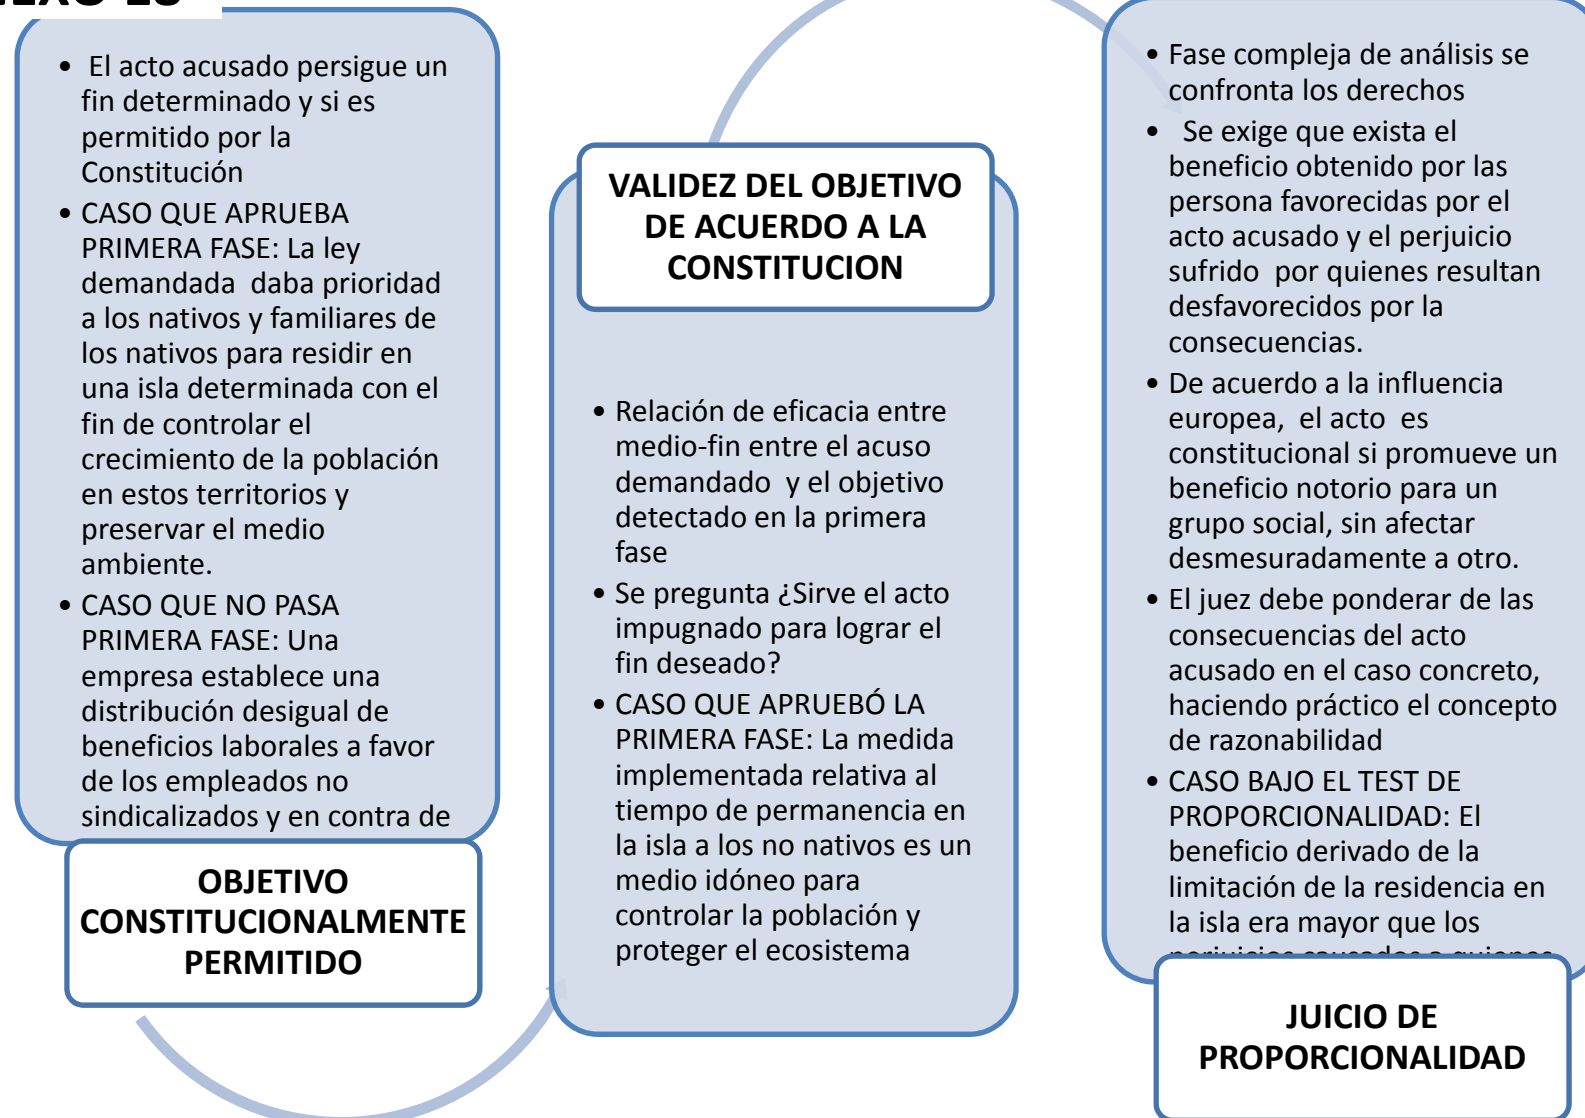 • El acto acusado persigue un
fin determinado y si es
permitido por la
Constitución
• CASO QUE APRUEBA
PRIMERA FASE: La ley
demandada daba prioridad
a los nativos y familiares de
los nativos para residir en
una isla determinada con el
fin de controlar el
crecimiento de la población
en estos territorios y
preservar el medio
ambiente.
• CASO QUE NO PASA
PRIMERA FASE: Una
empresa establece una
distribución desigual de
beneficios laborales a favor
de los empleados no
sindicalizados y en contra de
OBJETIVO
CONSTITUCIONALMENTE
PERMITIDO
VALIDEZ DEL OBJETIVO
DE ACUERDO A LA
CONSTITUCION
• Relación de eficacia entre
medio-fin entre el acuso
demandado y el objetivo
detectado en la primera
fase
• Se pregunta ¿Sirve el acto
impugnado para lograr el
fin deseado?
• CASO QUE APRUEBÓ LA
PRIMERA FASE: La medida
implementada relativa al
tiempo de permanencia en
la isla a los no nativos es un
medio idóneo para
controlar la población y
proteger el ecosistema
• Fase compleja de análisis se
confronta los derechos
• Se exige que exista el
beneficio obtenido por las
persona favorecidas por el
acto acusado y el perjuicio
sufrido por quienes resultan
desfavorecidos por la
consecuencias.
• De acuerdo a la influencia
europea, el acto es
constitucional si promueve un
beneficio notorio para un
grupo social, sin afectar
desmesuradamente a otro.
• El juez debe ponderar de las
consecuencias del acto
acusado en el caso concreto,
haciendo práctico el concepto
de razonabilidad
• CASO BAJO EL TEST DE
PROPORCIONALIDAD: El
beneficio derivado de la
limitación de la residencia en
la isla era mayor que los
perjuicios causados a quienes
JUICIO DE
PROPORCIONALIDAD